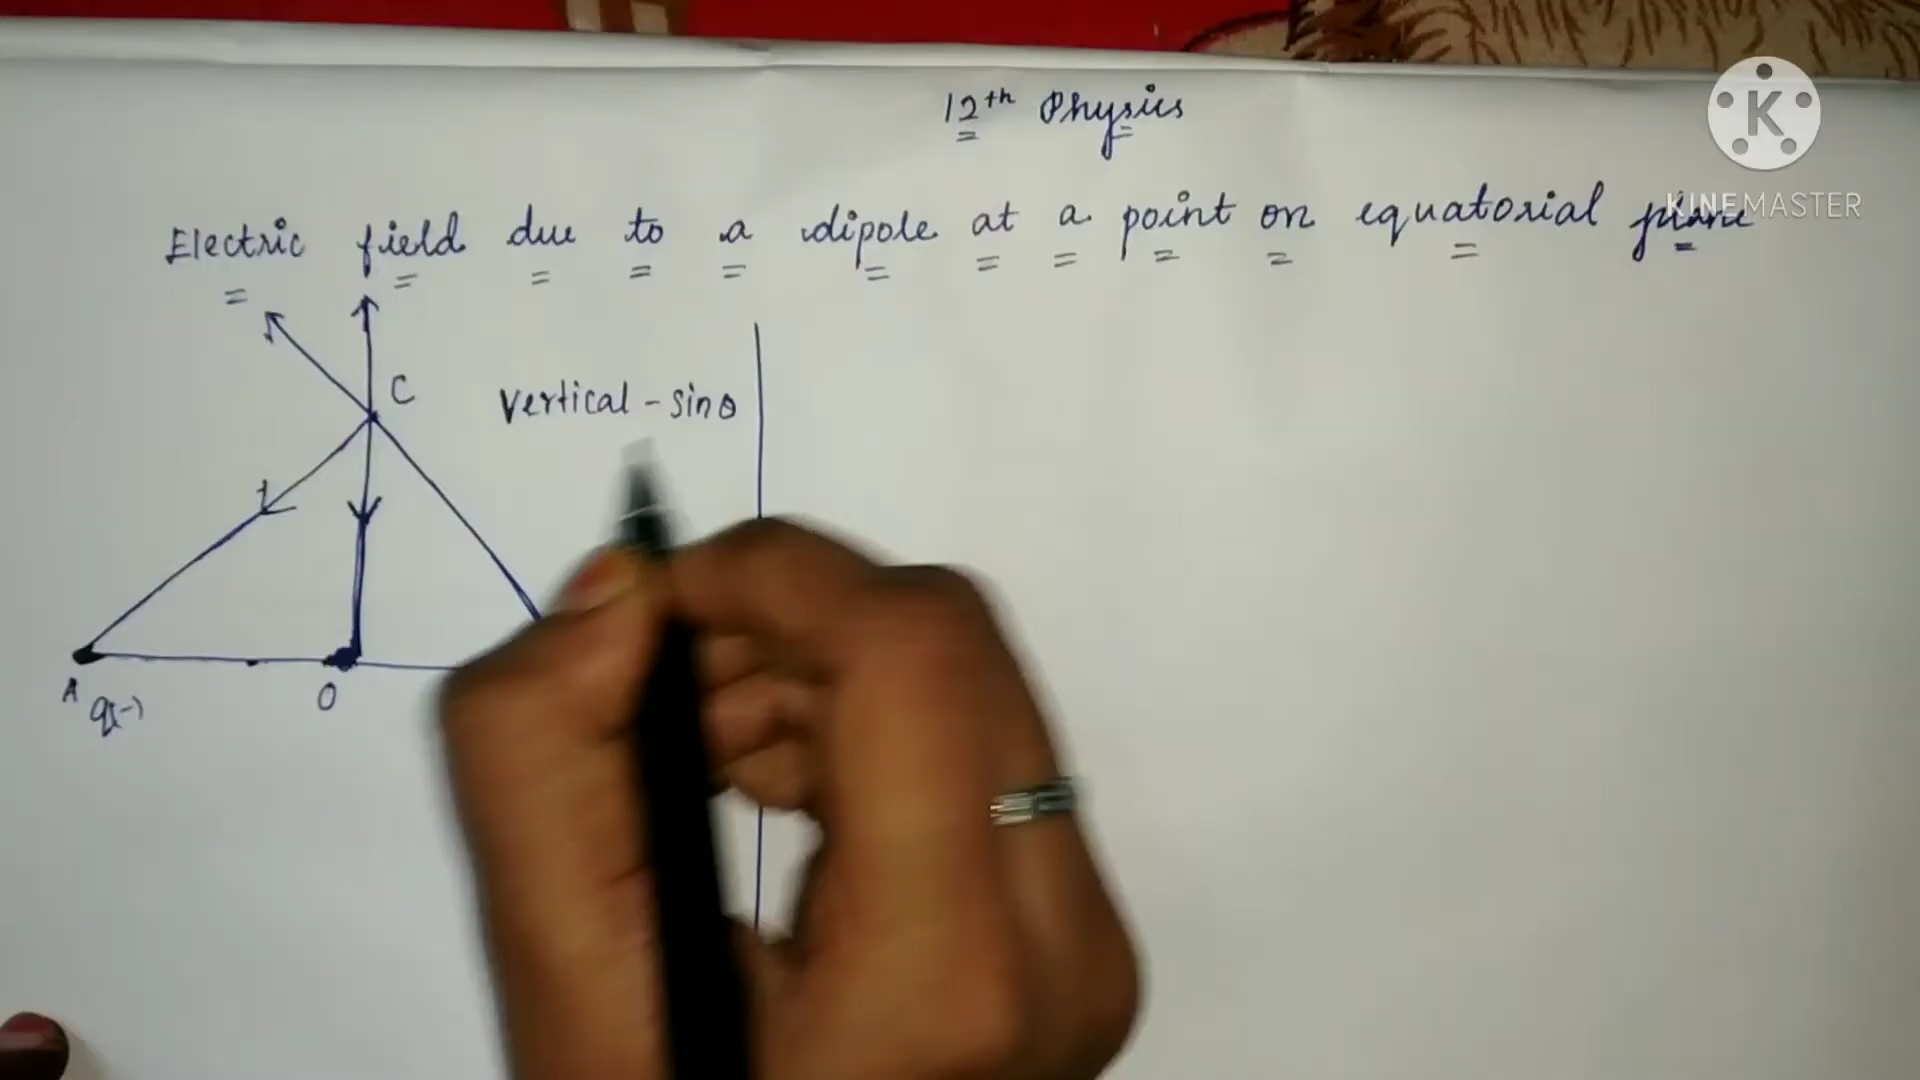 12th Physics
K
KINEMASTER
Electric field due to a dipole at a point on equatorial plane
C
Vertical - sinθ
A
q(-)
O